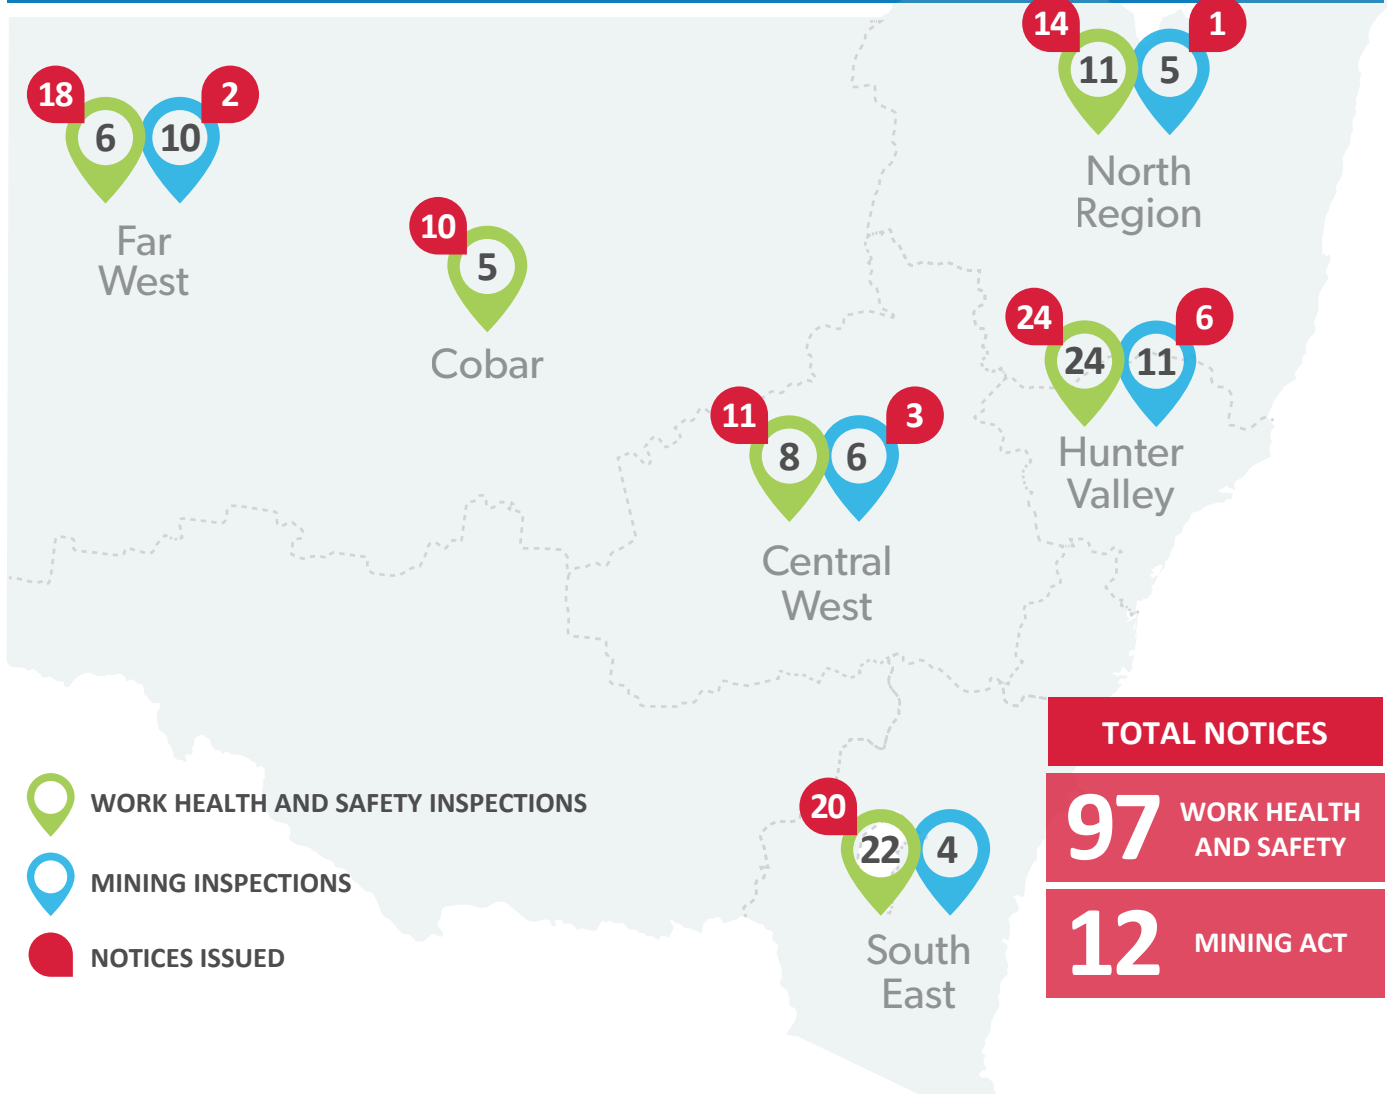 14
1
11
5
North
Region
18
2
6
10
Far
West
10
5
Cobar
24
6
24
11
Hunter
Valley
11
3
8
6
Central
West
20
22
4
South
East
WORK HEALTH AND SAFETY INSPECTIONS
MINING INSPECTIONS
NOTICES ISSUED
TOTAL NOTICES
97
WORK HEALTH
AND SAFETY
12
MINING ACT